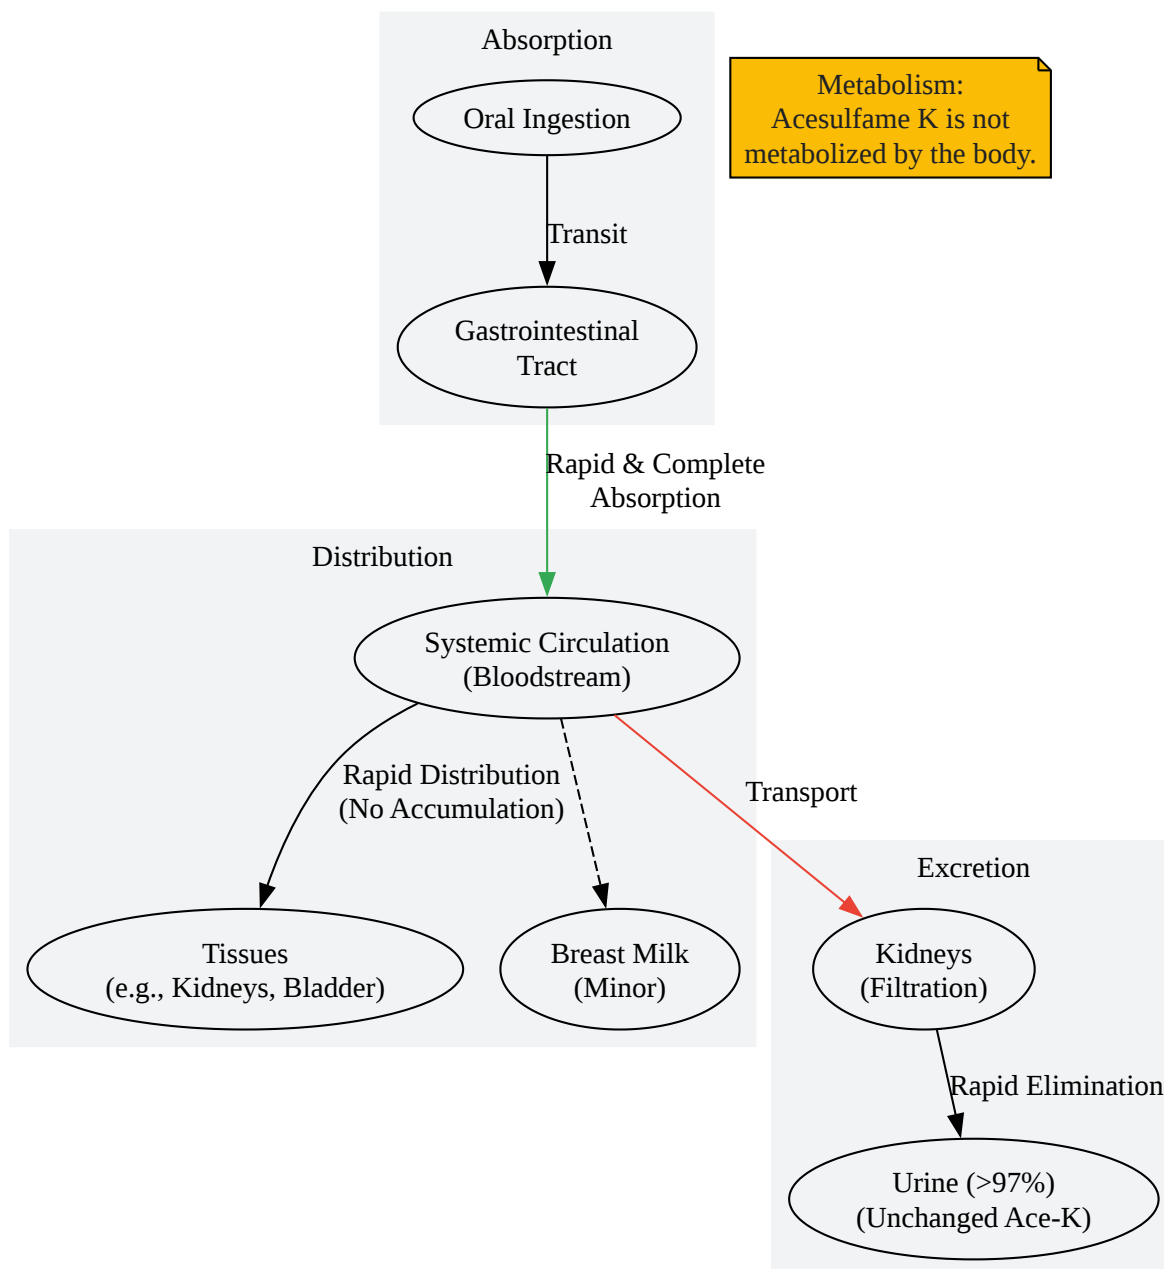 Absorption
Oral Ingestion
Metabolism:
Acesulfame K is not
metabolized by the body.
Transit
Gastrointestinal
Tract
Rapid & Complete
Absorption
Distribution
Systemic Circulation
(Bloodstream)
Rapid Distribution
(No Accumulation)
Transport
Excretion
Tissues
(e.g., Kidneys, Bladder)
Breast Milk
(Minor)
Kidneys
(Filtration)
Rapid Elimination
Urine (>97%)
(Unchanged Ace-K)